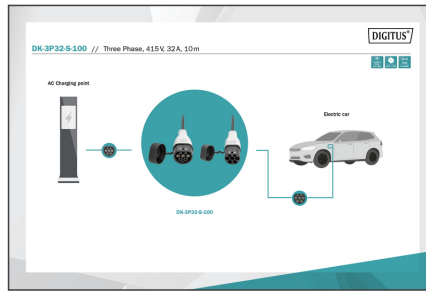 DIGITUS®
DK-3P32-S-100 // Three Phase, 415 V, 32 A, 10 m
AC Charging point
Electric car
DK-3P32-S-100